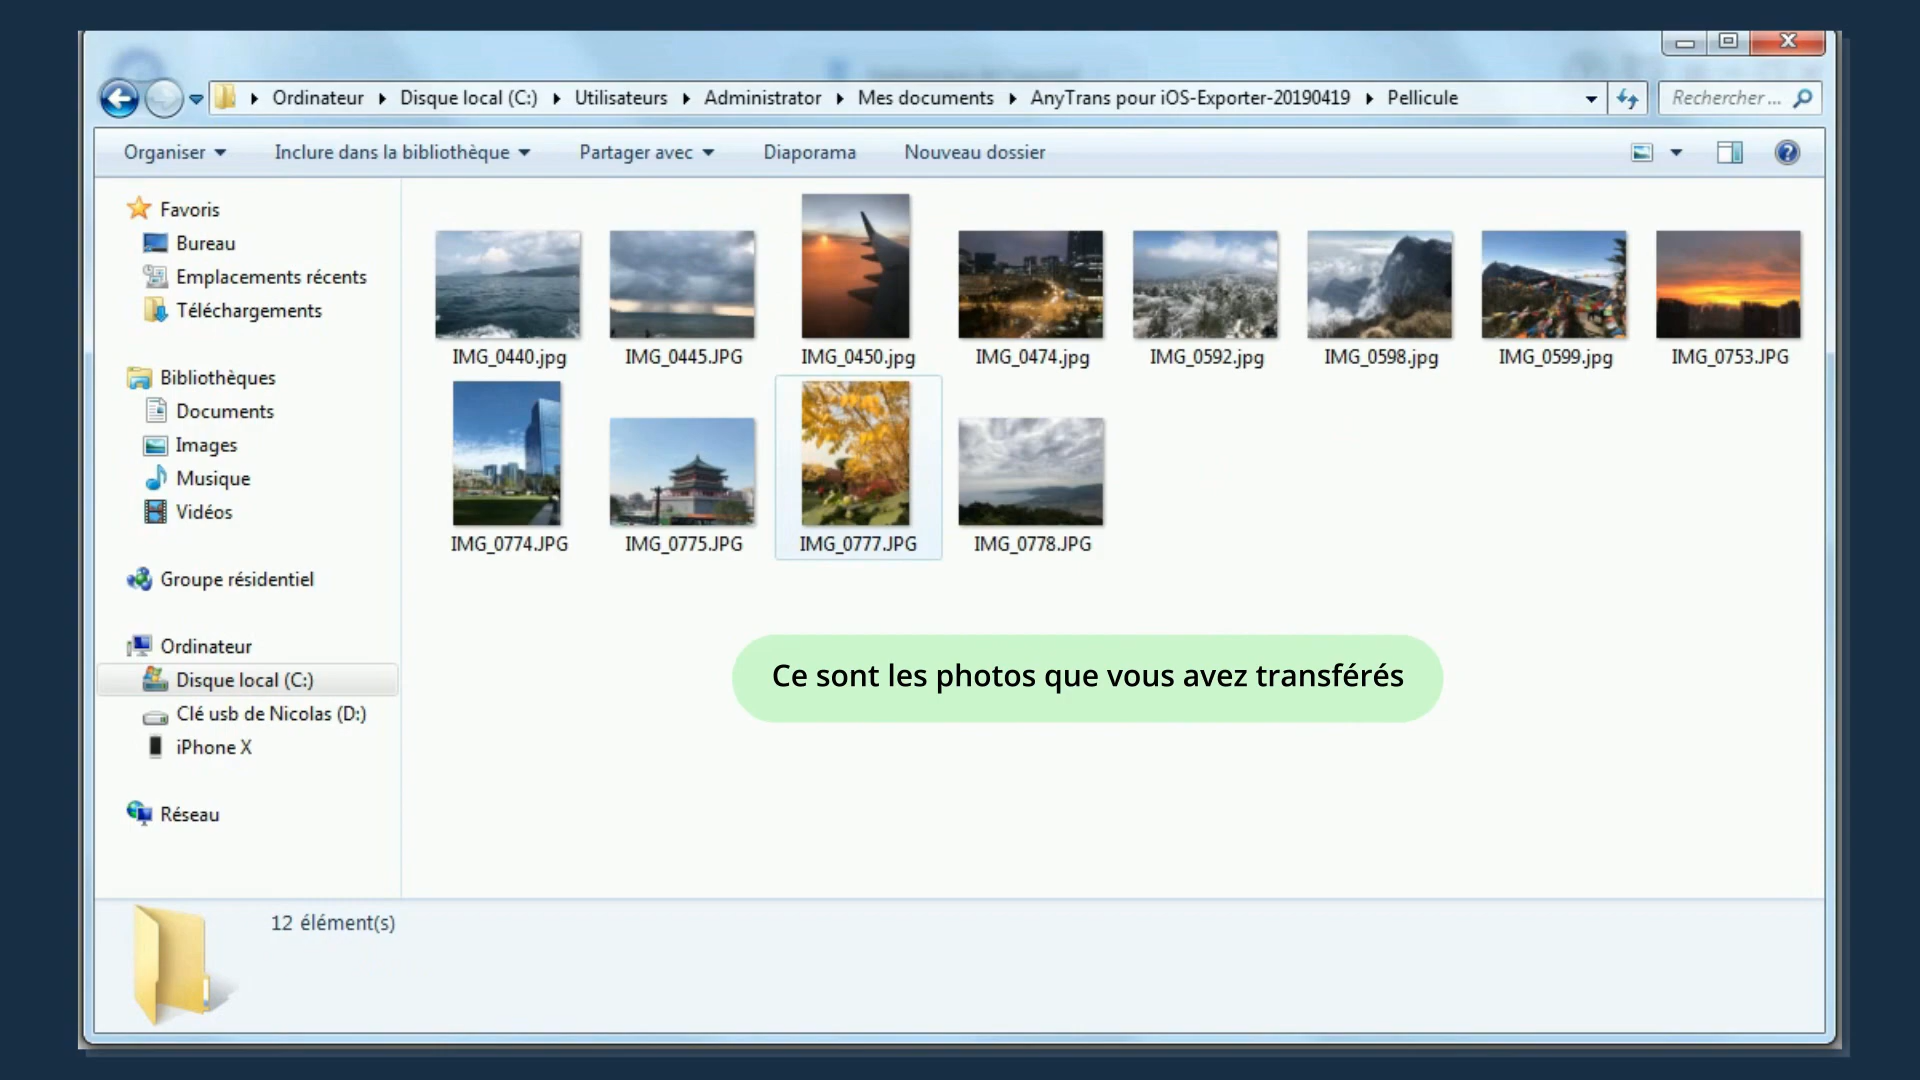 Ordinateur Disque local (C:) Utilisateurs Administrator Mes documents AnyTrans pour iOS-Exporter-20190419 Pellicule Rechercher ...
Organiser Inclure dans la bibliothèque Partager avec Diaporama Nouveau dossier
Favoris
Bureau
Emplacements récents
Téléchargements
Bibliothèques
Documents
Images
Musique
Vidéos
Groupe résidentiel
Ordinateur
Disque local (C:)
Clé usb de Nicolas (D:)
iPhone X
Réseau
IMG_0440.jpg IMG_0445.JPG IMG_0450.jpg IMG_0474.jpg IMG_0592.jpg IMG_0598.jpg IMG_0599.jpg IMG_0753.JPG
IMG_0774.JPG IMG_0775.JPG IMG_0777.JPG IMG_0778.JPG
Ce sont les photos que vous avez transférés
12 élément(s)